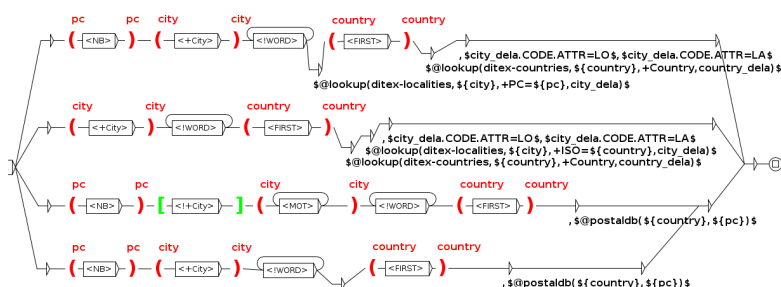 pc pc city city country country
( <NB> ) ( <+City> ) <!WORD> ( <FIRST> )
,$city_dela.CODE.ATTR=LO$,$city_dela.CODE.ATTR=LA$
$@lookup(ditex-countries,${country},+Country,country_dela)$
$@lookup(ditex-localities,${city},+PC=${pc},city_dela)$
city city country country
( <+City> ) <!WORD> ( <FIRST> )
,$city_dela.CODE.ATTR=LO$,$city_dela.CODE.ATTR=LA$
$@lookup(ditex-localities,${city},+ISO=${country},city_dela)$
$@lookup(ditex-countries,${country},+Country,country_dela)$
pc pc city city country country
( <NB> ) [ <!+City> ] ( <MOT> ) <!WORD> ( <FIRST> )
,$@postaldb(${country},${pc})$
pc pc city city country country
( <NB> ) ( <+City> ) <!WORD> ( <FIRST> )
,$@postaldb(${country},${pc})$